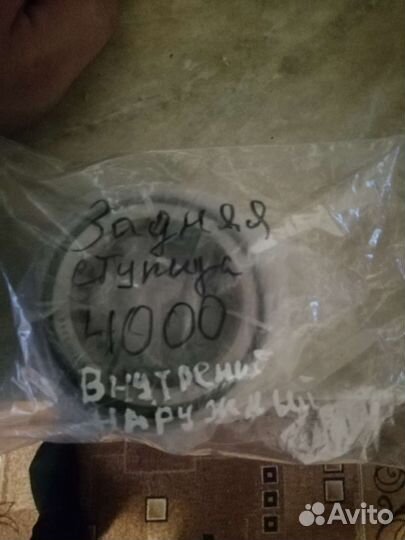 Задняя
ступица
4000
Внутрений
наружный
Avito